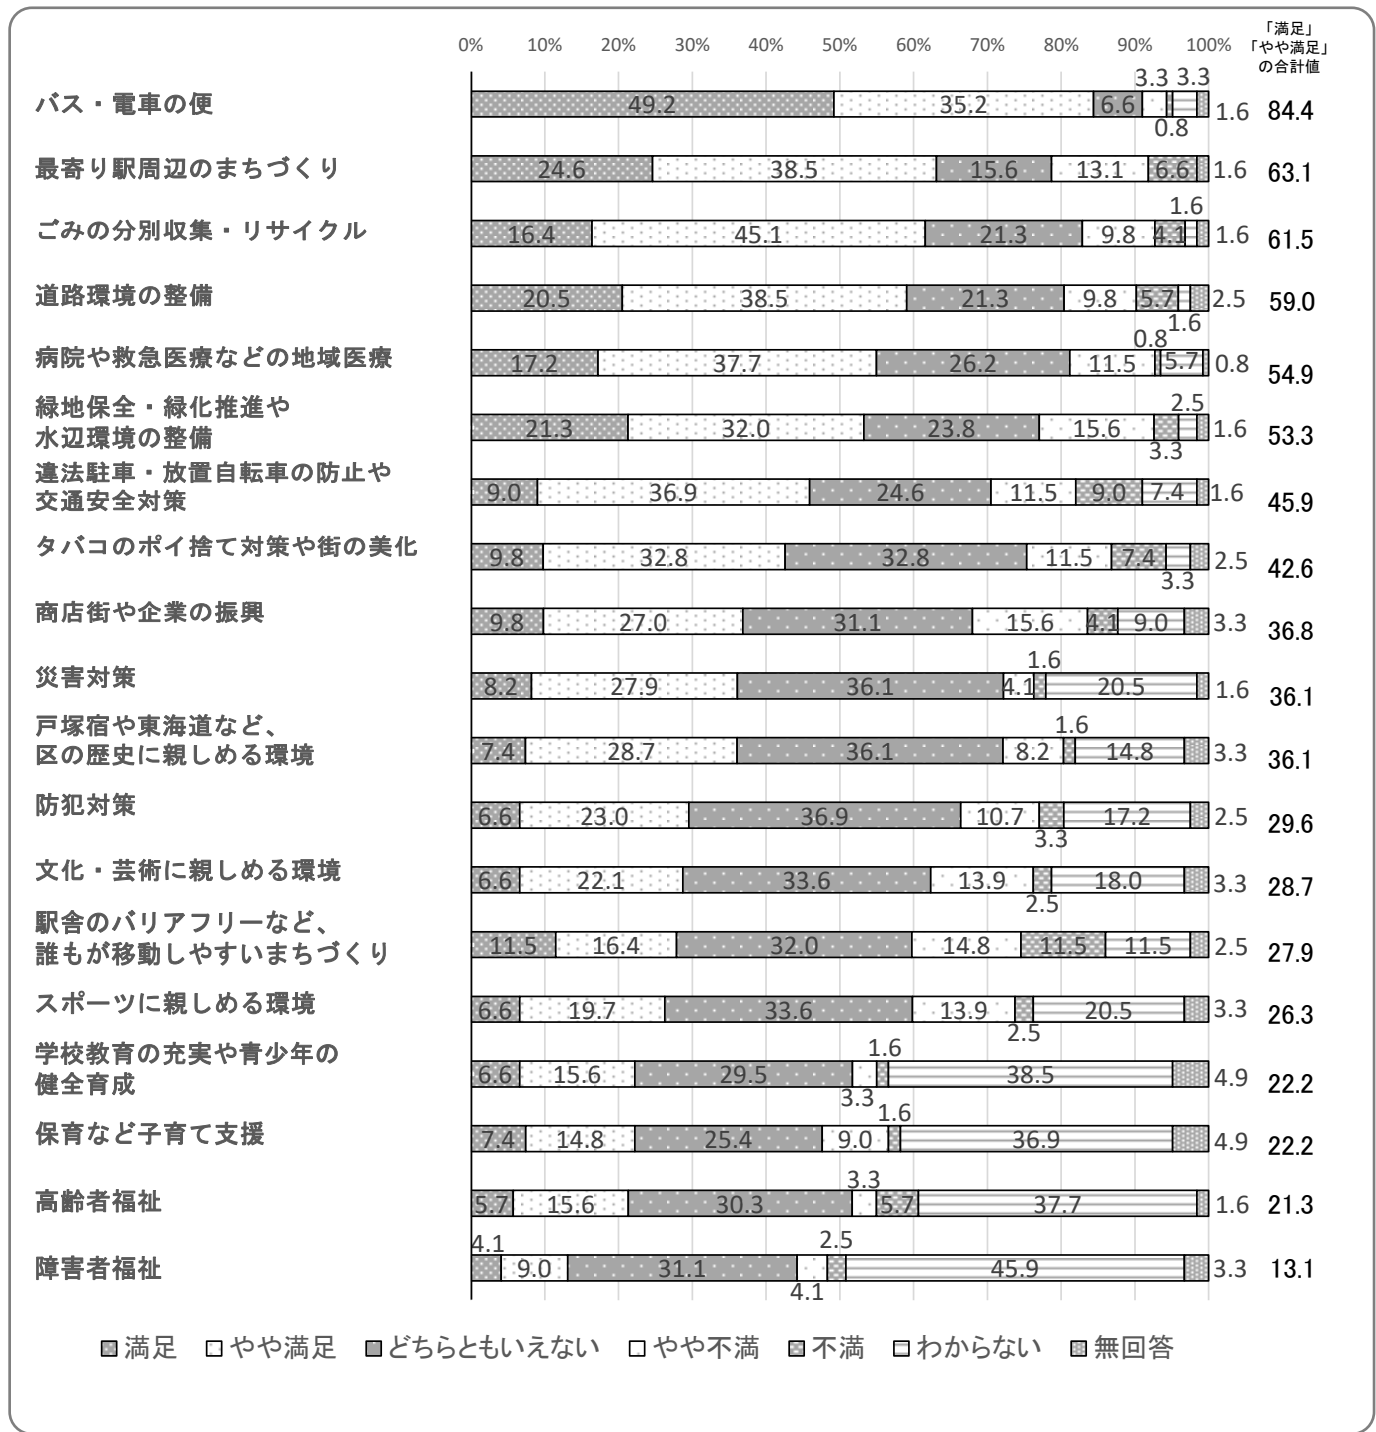 0% 10% 20% 30% 40% 50% 60% 70% 80% 90% 100%
「満足」
「やや満足」
の合計値
バス・電車の便 49.2 35.2 6.6 3.3 0.8 3.3 1.6 84.4
最寄り駅周辺のまちづくり 24.6 38.5 15.6 13.1 6.6 1.6 63.1
ごみの分別収集・リサイクル 16.4 45.1 21.3 9.8 4.1 1.6 1.6 61.5
道路環境の整備 20.5 38.5 21.3 9.8 5.7 1.6 2.5 59.0
病院や救急医療などの地域医療 17.2 37.7 26.2 11.5 0.8 5.7 0.8 54.9
緑地保全・緑化推進や
水辺環境の整備 21.3 32.0 23.8 15.6 3.3 2.5 1.6 53.3
違法駐車・放置自転車の防止や
交通安全対策 9.0 36.9 24.6 11.5 9.0 7.4 1.6 45.9
タバコのポイ捨て対策や街の美化 9.8 32.8 32.8 11.5 7.4 3.3 2.5 42.6
商店街や企業の振興 9.8 27.0 31.1 15.6 4.1 9.0 3.3 36.8
災害対策 8.2 27.9 36.1 4.1 1.6 20.5 1.6 36.1
戸塚宿や東海道など、
区の歴史に親しめる環境 7.4 28.7 36.1 8.2 1.6 14.8 3.3 36.1
防犯対策 6.6 23.0 36.9 10.7 3.3 17.2 2.5 29.6
文化・芸術に親しめる環境 6.6 22.1 33.6 13.9 2.5 18.0 3.3 28.7
駅舎のバリアフリーなど、
誰もが移動しやすいまちづくり 11.5 16.4 32.0 14.8 11.5 11.5 2.5 27.9
スポーツに親しめる環境 6.6 19.7 33.6 13.9 2.5 20.5 3.3 26.3
学校教育の充実や青少年の
健全育成 6.6 15.6 29.5 3.3 1.6 38.5 4.9 22.2
保育など子育て支援 7.4 14.8 25.4 9.0 1.6 36.9 4.9 22.2
高齢者福祉 5.7 15.6 30.3 3.3 5.7 37.7 1.6 21.3
障害者福祉 4.1 9.0 31.1 4.1 2.5 45.9 3.3 13.1
満足 やや満足 どちらともいえない やや不満 不満 わからない 無回答